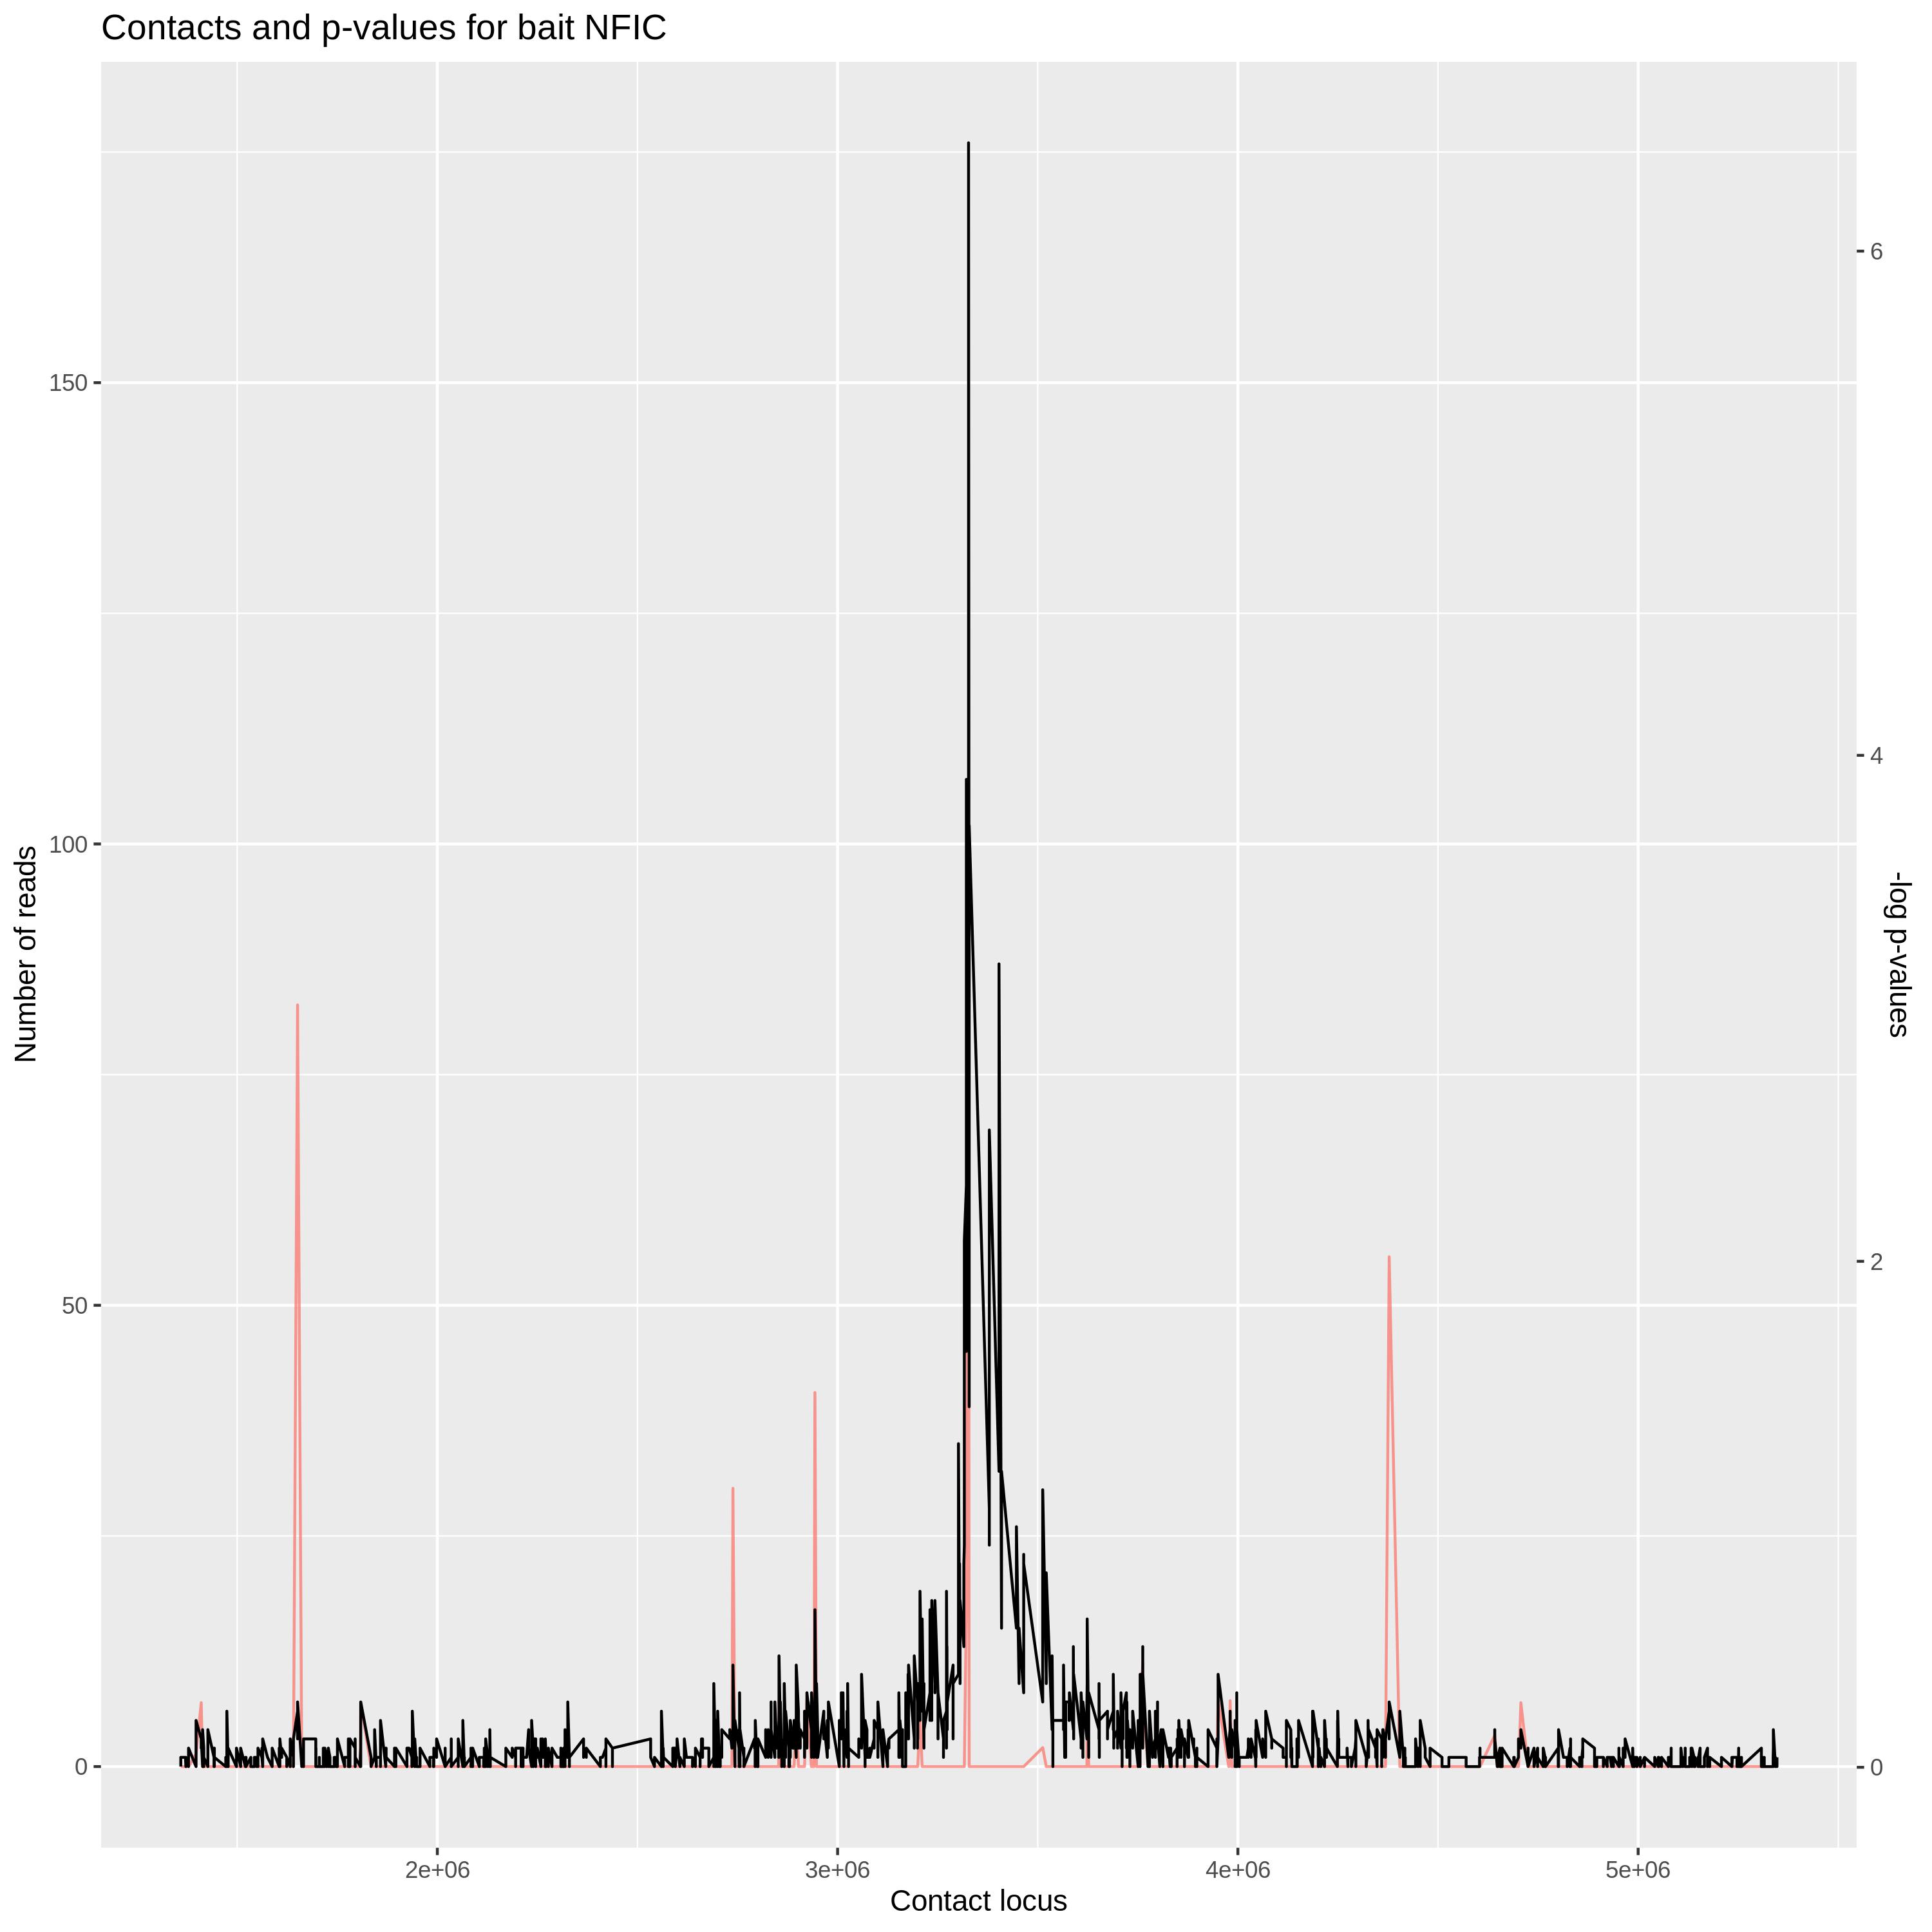 Contacts and p-values for bait NFIC
Number of reads
150
100
50
0
6
4
2
0
-log p-values
2e+06
3e+06
4e+06
5e+06
Contact locus